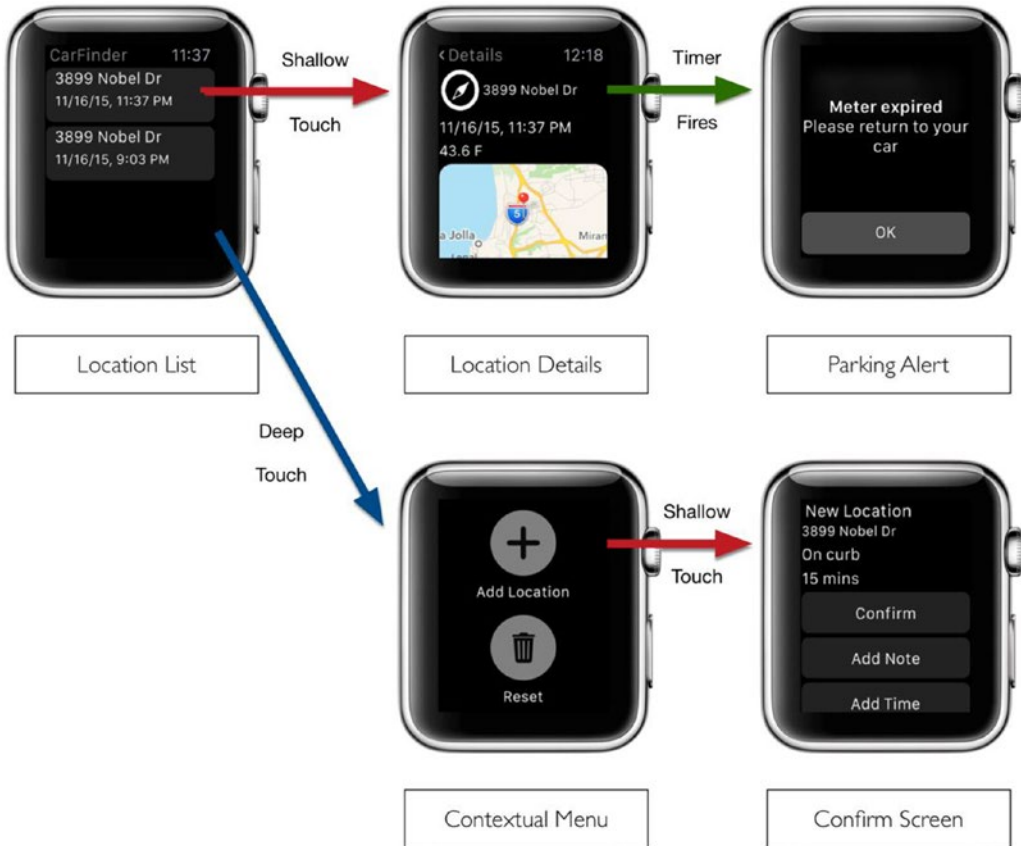 CarFinder 11:37
3899 Nobel Dr
11/16/15, 11:37 PM
3899 Nobel Dr
11/16/15, 9:03 PM
Location List
Shallow
Touch
<Details 12:18
3899 Nobel Dr
11/16/15, 11:37 PM
43.6 F
5
a Jolla
Miran
Location Details
Timer
Fires
Meter expired
Please return to your
car
OK
Parking Alert
Deep
Touch
Add Location
Reset
Contextual Menu
Shallow
Touch
New Location
3899 Nobel Dr
On curb
15 mins
Confirm
Add Note
Add Time
Confirm Screen